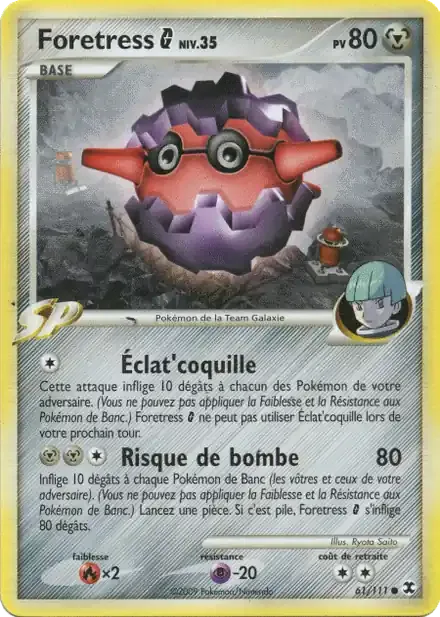 Foretress G NIV.35 PV 80
BASE
SP
Pokémon de la Team Galaxie
Éclat'coquille
Cette attaque inflige 10 dégâts à chacun des Pokémon de votre
adversaire. (Vous ne pouvez pas appliquer la Faiblesse et la Résistance aux
Pokémon de Banc.) Foretress G ne peut pas utiliser Éclat'coquille lors de
votre prochain tour.
Risque de bombe 80
Inflige 10 dégâts à chaque Pokémon de Banc (les vôtres et ceux de votre
adversaire). (Vous ne pouvez pas appliquer la Faiblesse et la Résistance aux
Pokémon de Banc.) Lancez une pièce. Si c'est pile, Foretress G s'inflige
80 dégâts.
Illus. Ryota Saito
faiblesse résistance coût de retraite
×2 -20
©2009 Pokémon/Nintendo 61/111